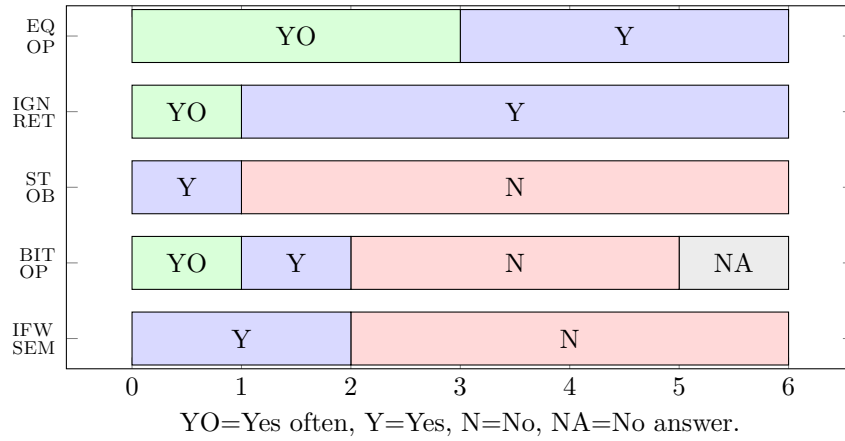 EQ
OP
YO Y
IGN
RET
YO Y
ST
OB
Y N
BIT
OP
YO Y N NA
IFW
SEM
Y N
0 1 2 3 4 5 6
YO=Yes often, Y=Yes, N=No, NA=No answer.